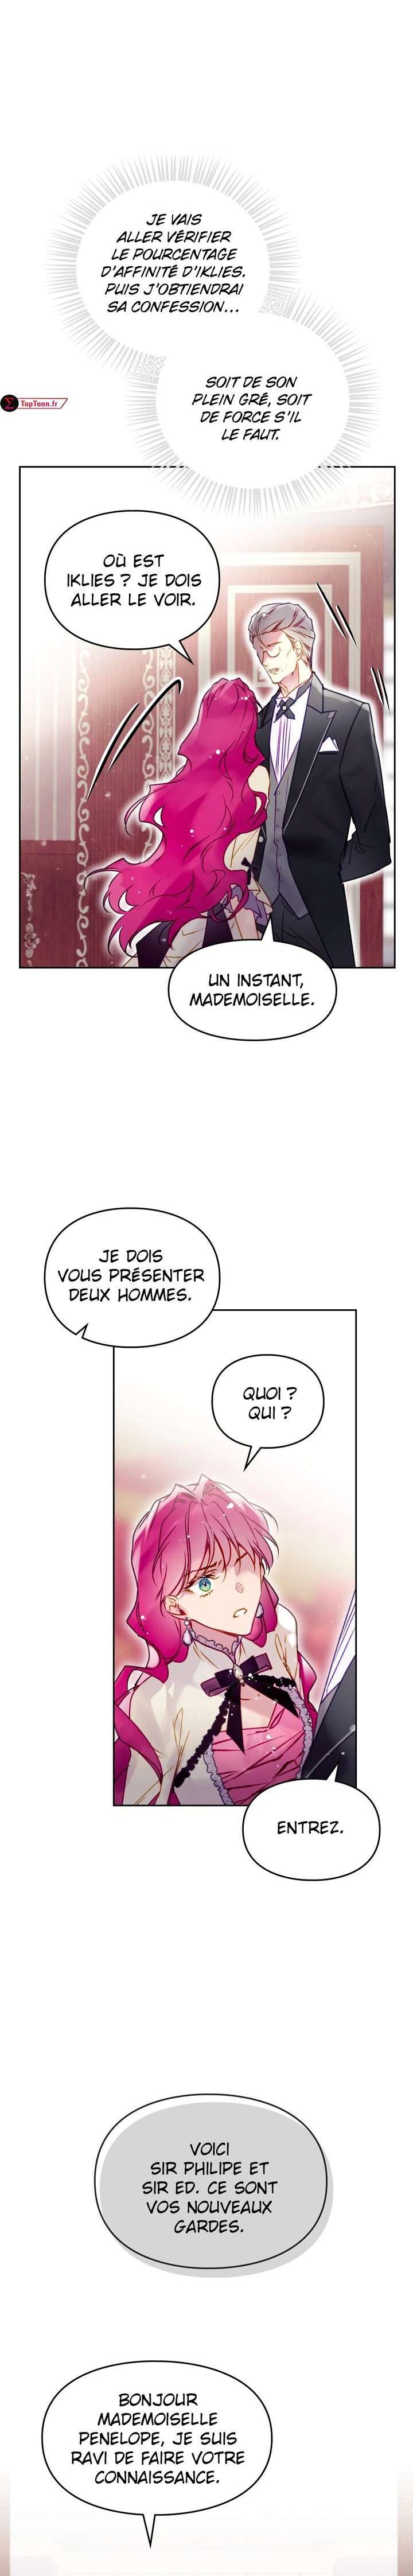 JE VAIS
ALLER VÉRIFIER
LE POURCENTAGE
D'AFFINITÉ D'IKLIES.
PUIS J'OBTIENDRAI
SA CONFESSION...
SOIT DE SON
PLEIN GRÉ, SOIT
DE FORCE S'IL
LE FAUT.
TopToon.fr
OÙ EST
IKLIES ? JE DOIS
ALLER LE VOIR.
UN INSTANT,
MADEMOISELLE.
JE DOIS
VOUS PRÉSENTER
DEUX HOMMES.
QUOI ?
QUI ?
ENTREZ.
VOICI
SIR PHILIPE ET
SIR ED. CE SONT
VOS NOUVEAUX
GARDES.
BONJOUR
MADEMOISELLE
PENELOPE, JE SUIS
RAVI DE FAIRE VOTRE
CONNAISSANCE.